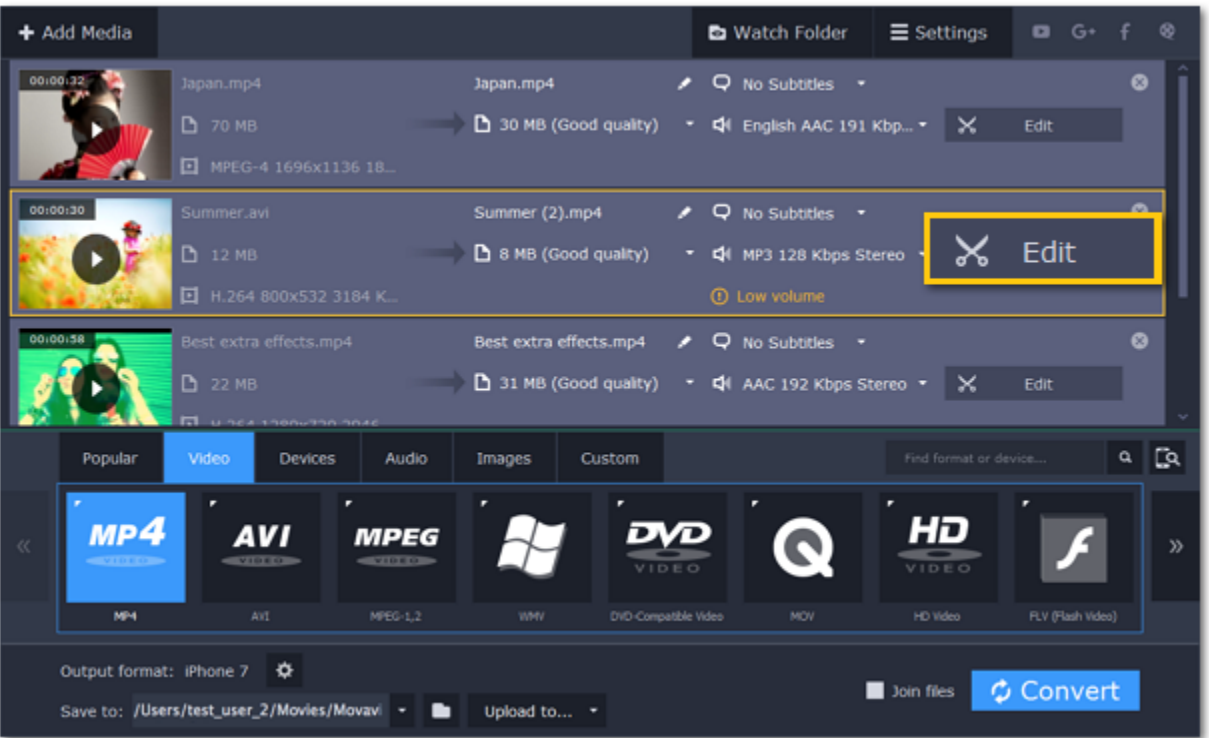 + Add Media
Watch Folder
Settings
G+
f
00:00:32
Japan.mp4
Japan.mp4
No Subtitles
70 MB
30 MB (Good quality)
English AAC 191 Kbp...
Edit
MPEG-4 1696x1136 18...
00:00:30
Summer.avi
Summer (2).mp4
No Subtitles
12 MB
8 MB (Good quality)
MP3 128 Kbps Stereo
Edit
H.264 800x532 3184 K...
Low volume
00:00:58
Best extra effects.mp4
Best extra effects.mp4
No Subtitles
22 MB
31 MB (Good quality)
AAC 192 Kbps Stereo
Edit
H.264 1280x720 3946
Popular
Video
Devices
Audio
Images
Custom
Find format or device...
MP4
VIDEO
AVI
VIDEO
MPEG
VIDEO
DVD
VIDEO
HD
VIDEO
MP4
AVI
MPEG-1,2
WMV
DVD-Compatible Video
MOV
HD Video
FLV (Flash Video)
Output format: iPhone 7
Join files
Convert
Save to: /Users/test_user_2/Movies/Movavi
Upload to...